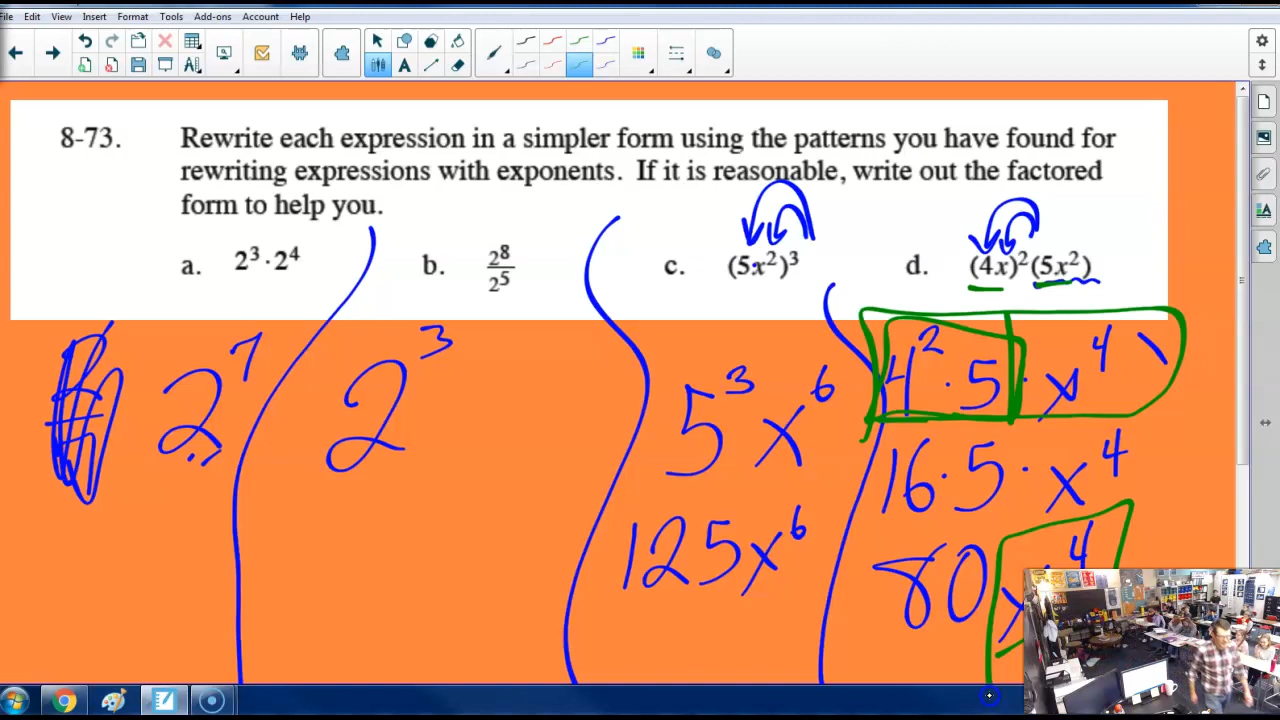 File Edit View Insert Format Tools Add-ons Account Help
8-73. Rewrite each expression in a simpler form using the patterns you have found for
rewriting expressions with exponents. If it is reasonable, write out the factored
form to help you.
a. 2³·2⁴ b. 2⁸/2⁵ c. (5x²)³ d. (4x)²(5x²)
2⁷ 2³ 5³x⁶ 4²·5·x⁴
16·5·x⁴
125x⁶ 80x⁴